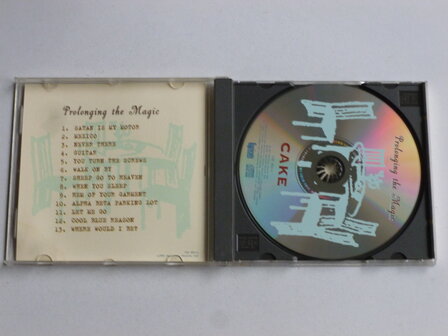 Prolonging the Magic
1. SATAN IS MY MOTOR
2. MEXICO
3. NEVER THERE
4. GUITAR
5. YOU TURN THE SCREWS
6. WALK ON BY
7. SHEEP GO TO HEAVEN
8. WHEN YOU SLEEP
9. HEM OF YOUR GARMENT
10. ALPHA BETA PARKING LOT
11. LET ME GO
12. COOL BLUE REASON
13. WHERE WOULD I BE?
CAKE
Prolonging the Magic